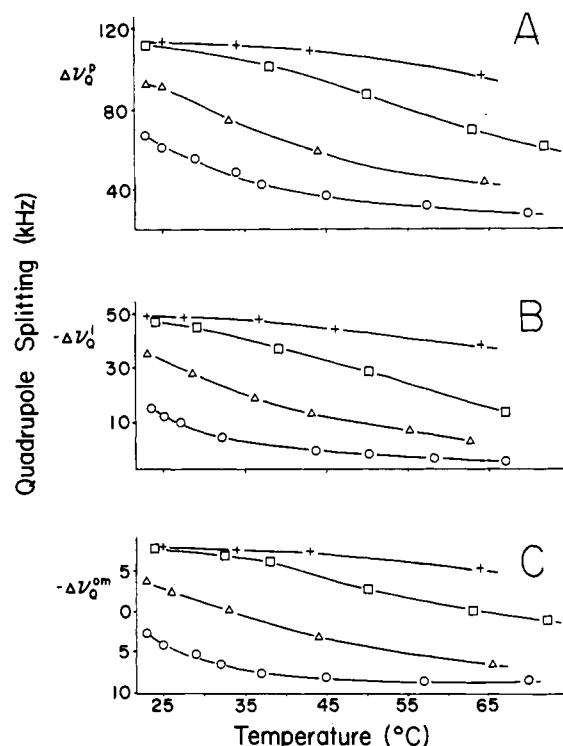 A
120
Δν_Q^P
80
40
Quadrupole Splitting (kHz)
B
50
-Δν_Q^i
30
10
C
5
-Δν_Q^om
0
5
10
25
35
45
55
65
Temperature (°C)